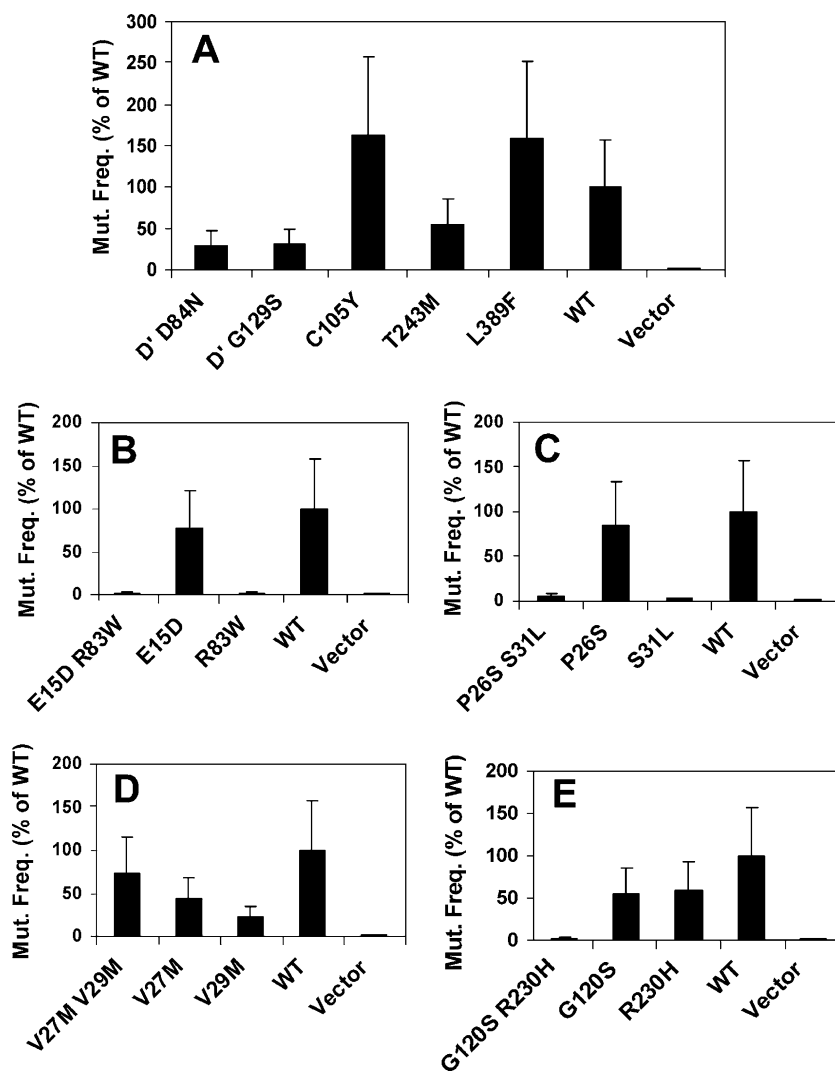 A
Mut. Freq. (% of WT)
300
250
200
150
100
50
0
D' D84N
D' G129S
C105Y
T243M
L389F
WT
Vector
B
Mut. Freq. (% of WT)
200
150
100
50
0
E15D R83W
E15D
R83W
WT
Vector
C
Mut. Freq. (% of WT)
200
150
100
50
0
P26S S31L
P26S
S31L
WT
Vector
D
Mut. Freq. (% of WT)
200
150
100
50
0
V27M V29M
V27M
V29M
WT
Vector
E
Mut. Freq. (% of WT)
200
150
100
50
0
G120S R230H
G120S
R230H
WT
Vector